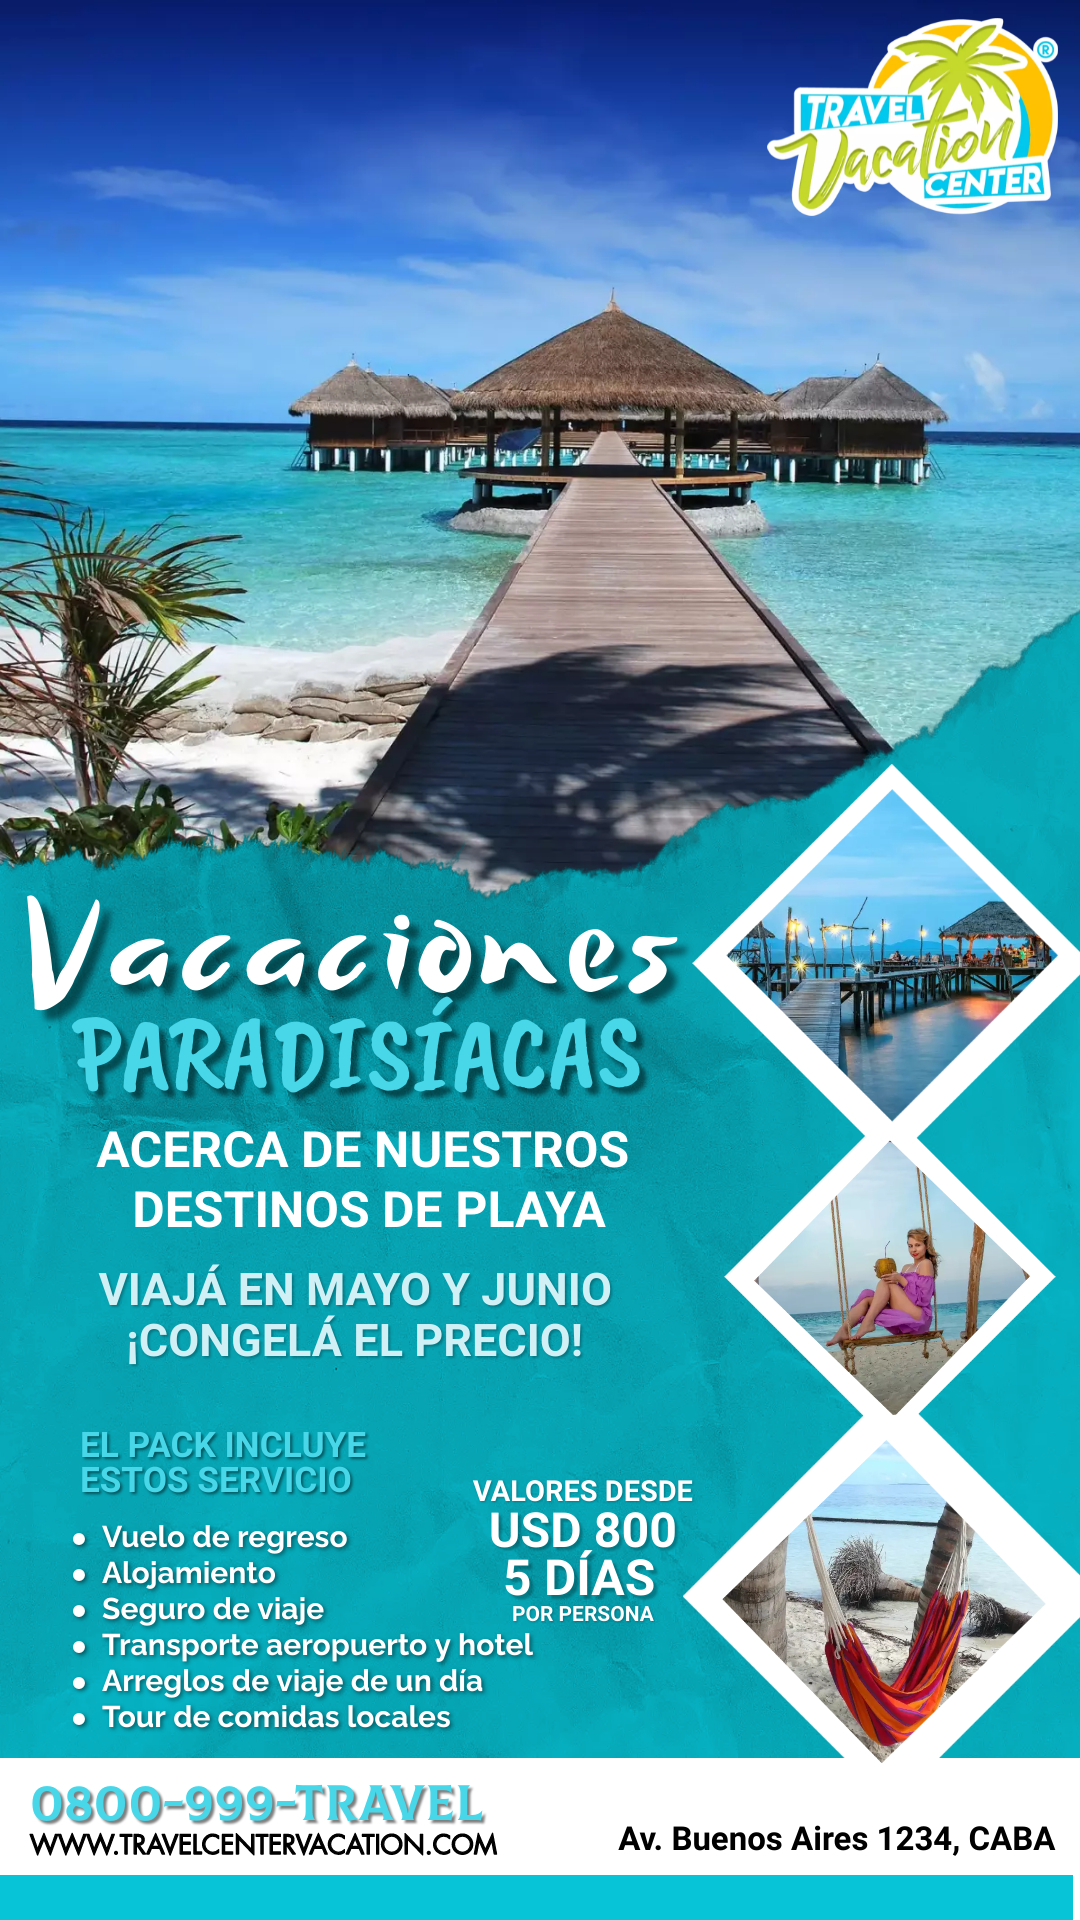 TRAVEL
Vacation
CENTER
®
Vacaciones
PARADISÍACAS
ACERCA DE NUESTROS
DESTINOS DE PLAYA
VIAJÁ EN MAYO Y JUNIO
¡CONGELÁ EL PRECIO!
EL PACK INCLUYE
ESTOS SERVICIO
• Vuelo de regreso
• Alojamiento
• Seguro de viaje
• Transporte aeropuerto y hotel
• Arreglos de viaje de un día
• Tour de comidas locales
VALORES DESDE
USD 800
5 DÍAS
POR PERSONA
0800-999-TRAVEL
WWW.TRAVELCENTERVACATION.COM
Av. Buenos Aires 1234, CABA